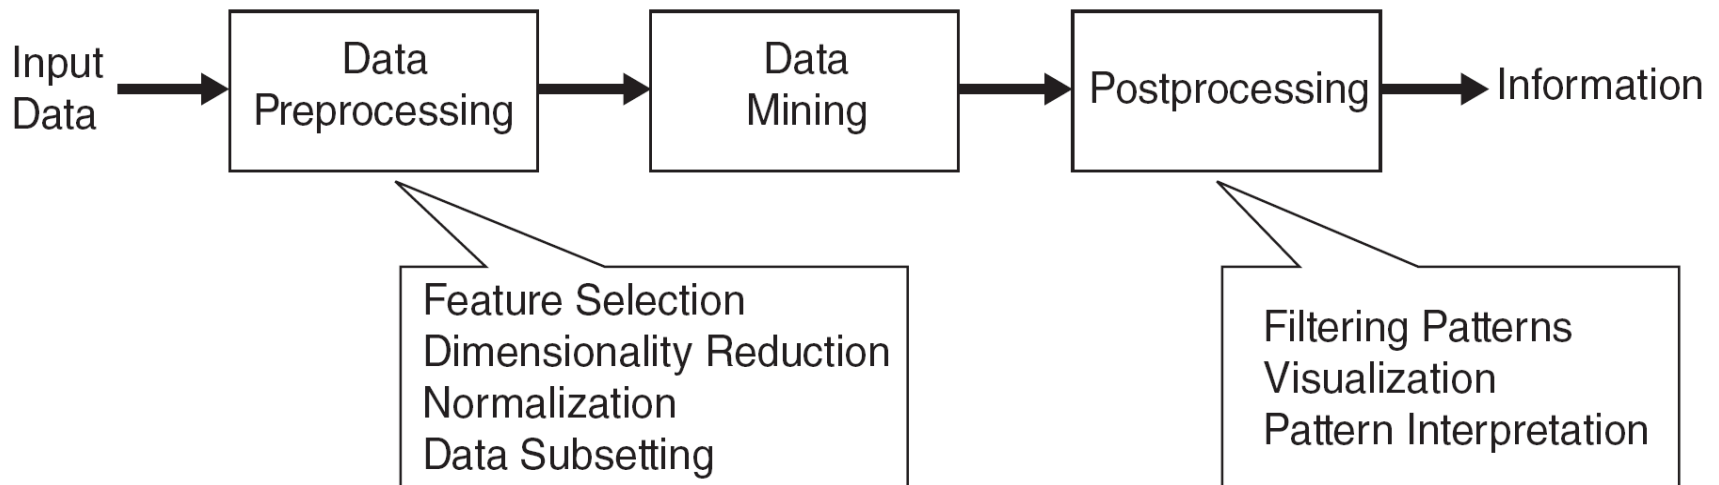 Input
Data
Data
Preprocessing
Data
Mining
Postprocessing
Information
Feature Selection
Dimensionality Reduction
Normalization
Data Subsetting
Filtering Patterns
Visualization
Pattern Interpretation